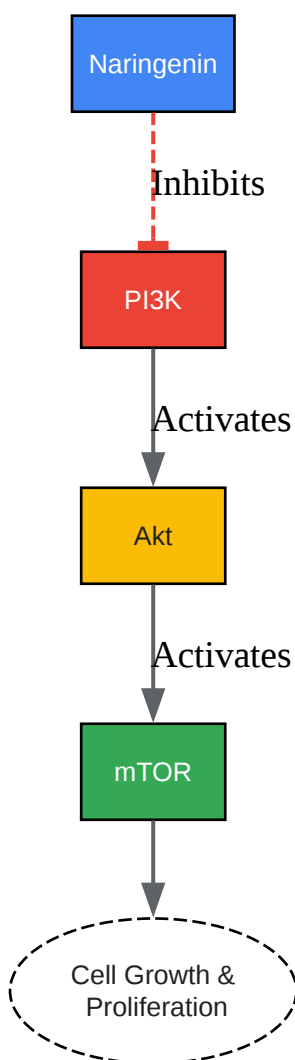 Naringenin
Inhibits
PI3K
Activates
Akt
Activates
mTOR
Cell Growth &
Proliferation